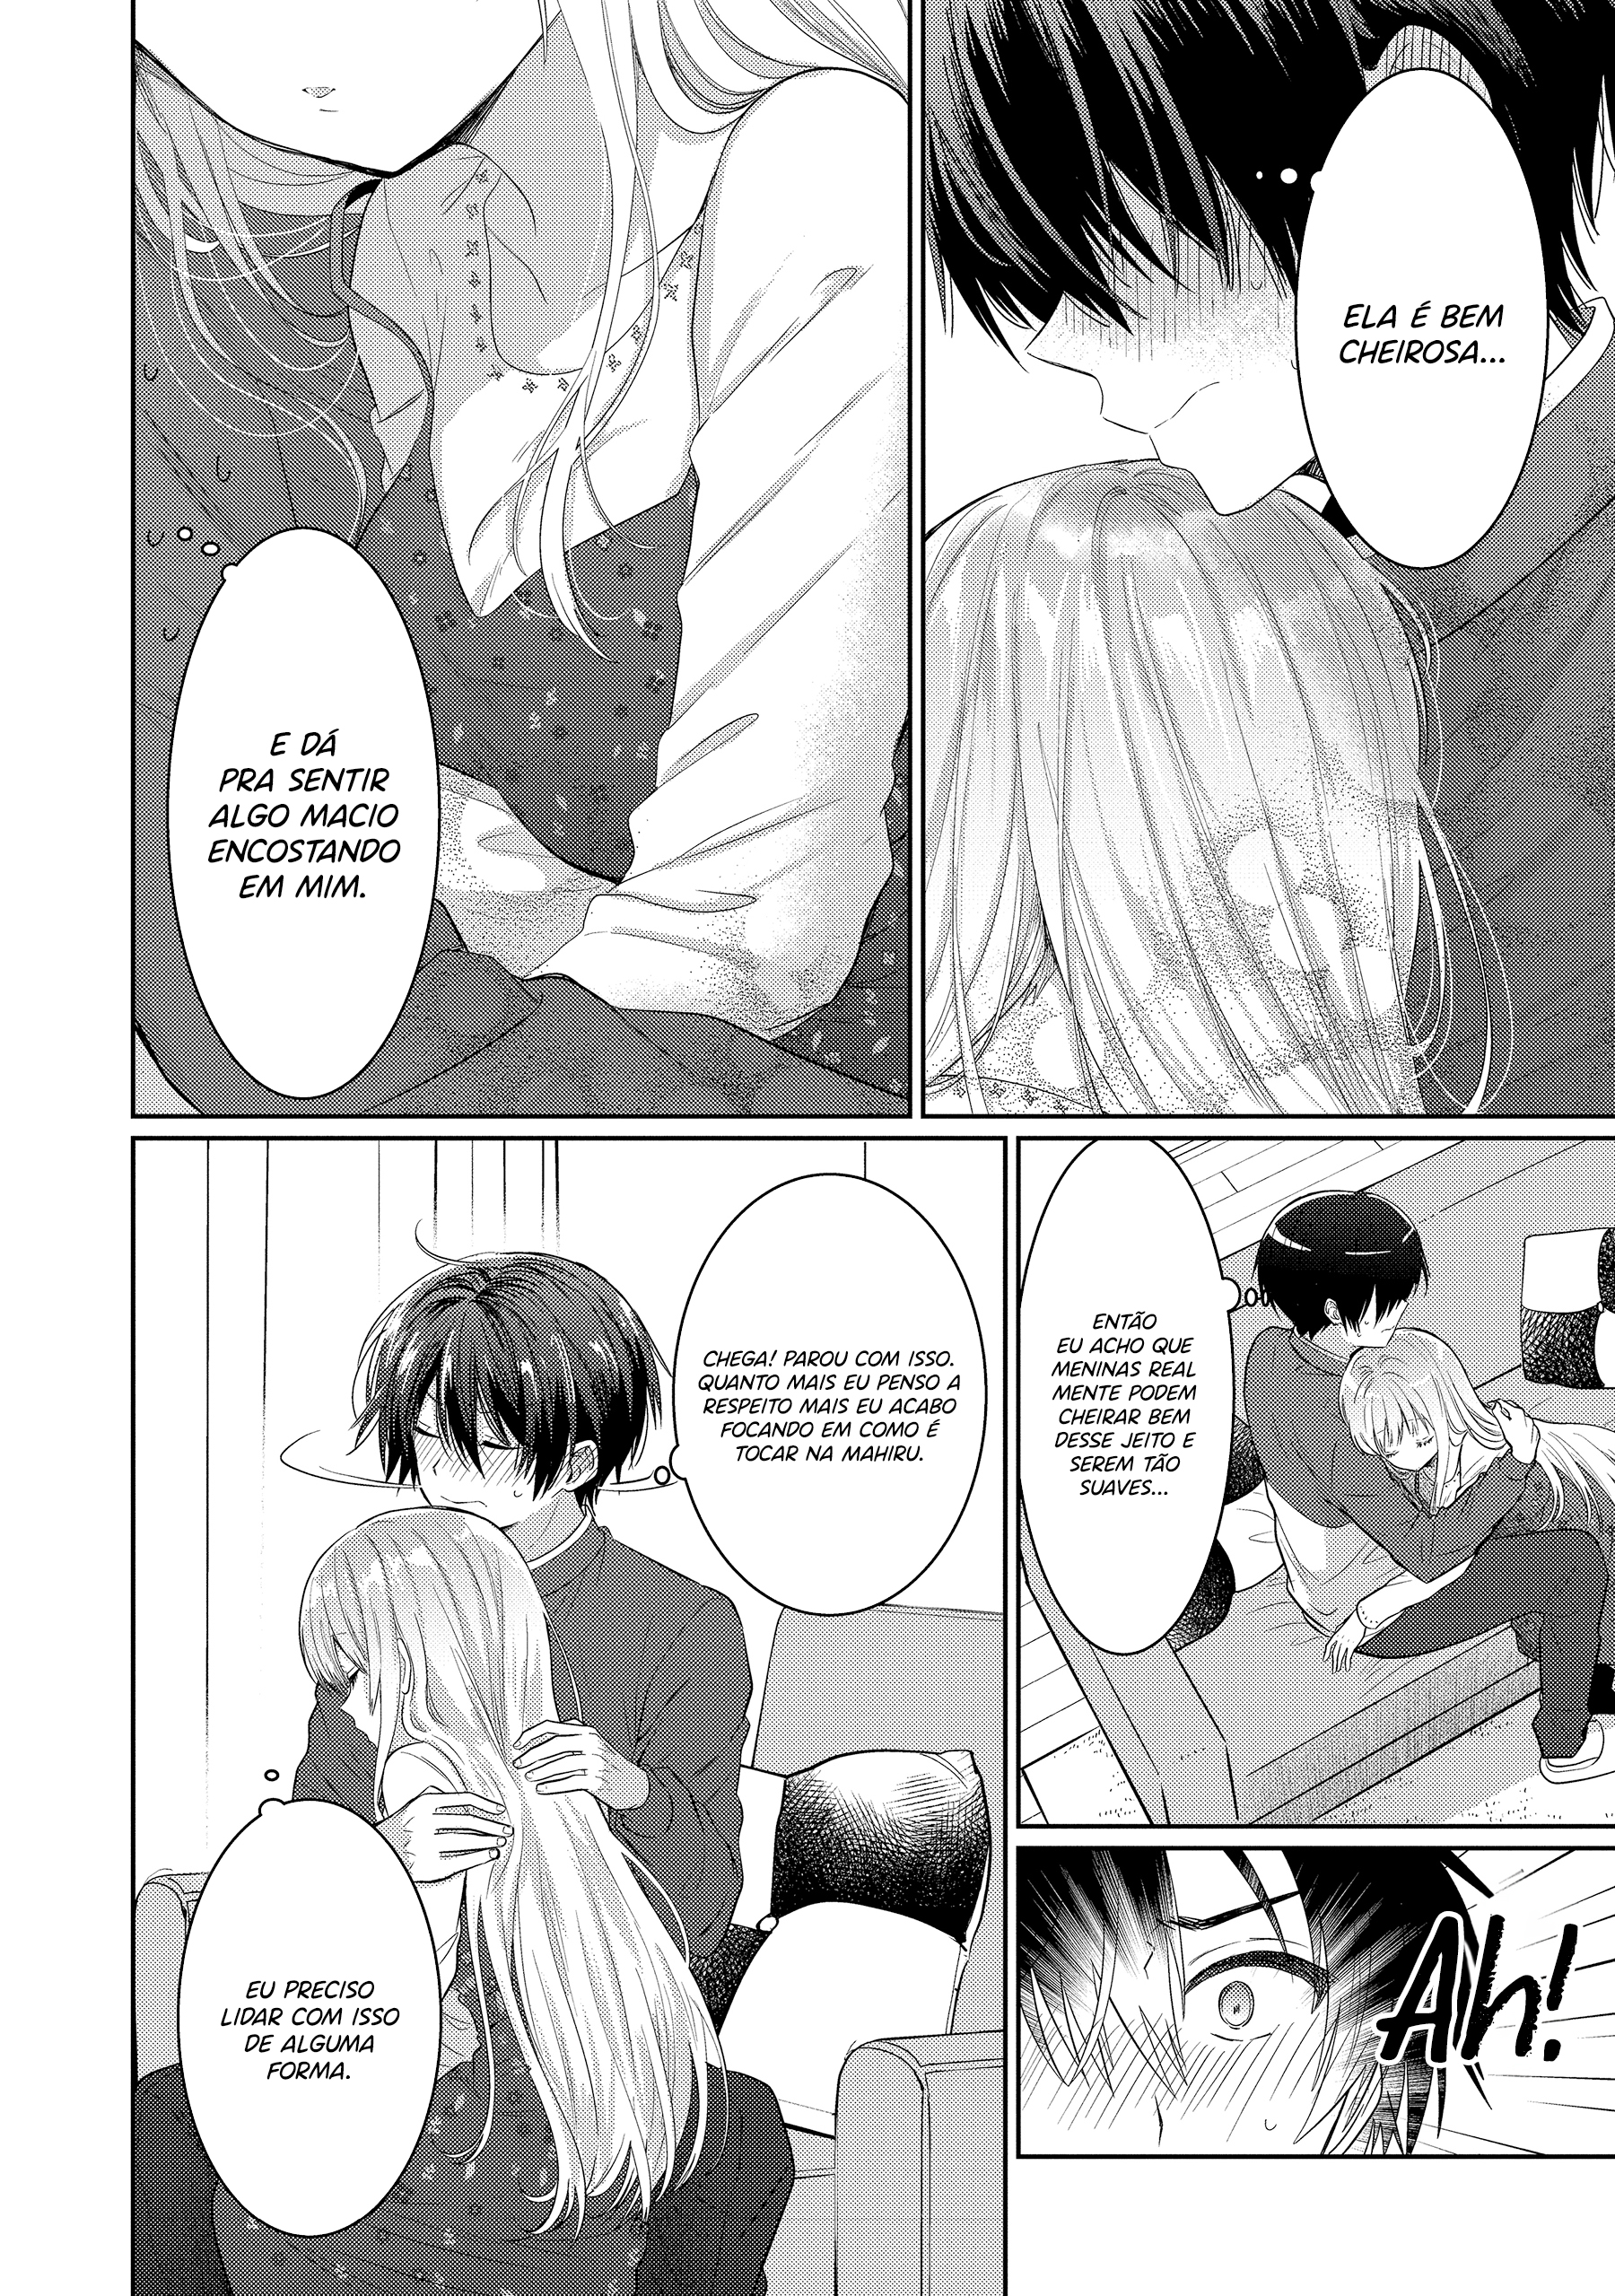 ELA É BEM
CHEIROSA...
E DÁ
PRA SENTIR
ALGO MACIO
ENCOSTANDO
EM MIM.
ENTÃO
EU ACHO QUE
MENINAS REAL
MENTE PODEM
CHEIRAR BEM
DESSE JEITO E
SEREM TÃO
SUAVES...
Ah!
CHEGA! PAROU COM ISSO.
QUANTO MAIS EU PENSO A
RESPEITO MAIS EU ACABO
FOCANDO EM COMO É
TOCAR NA MAHIRU.
EU PRECISO
LIDAR COM ISSO
DE ALGUMA
FORMA.